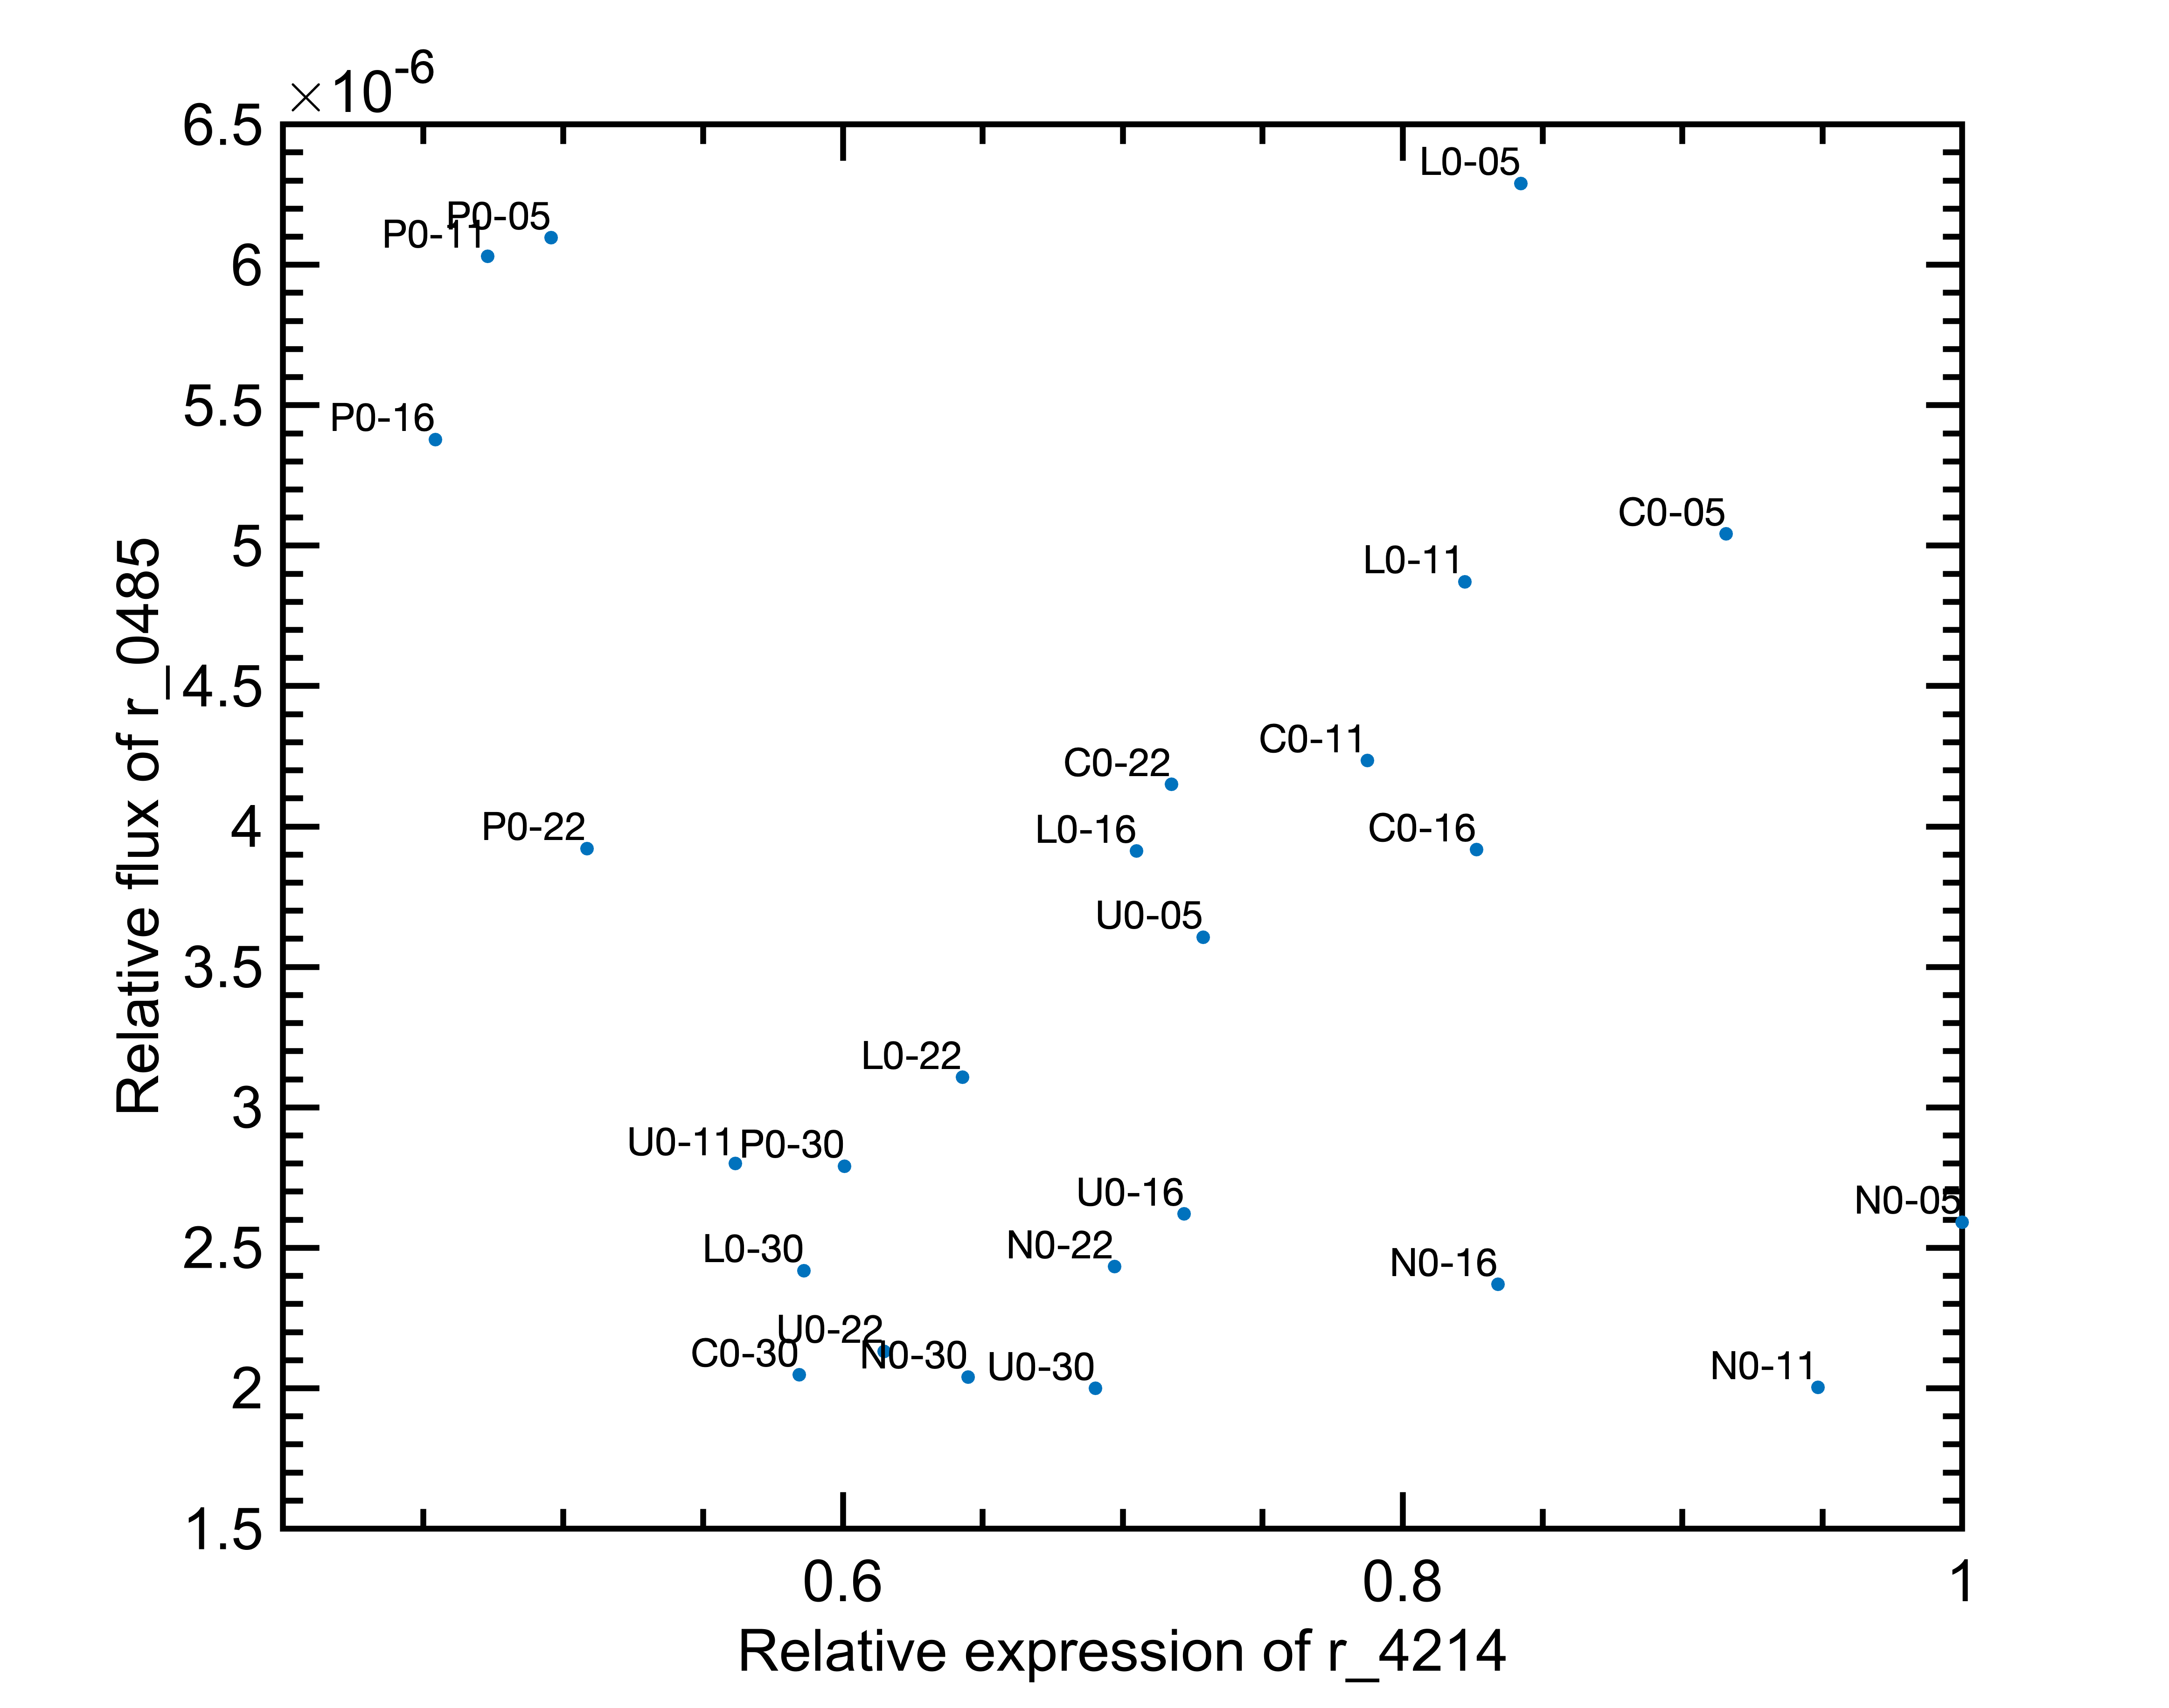 ×10-6
6.5
L0-05
P0-05
P0-11
6
P0-16
5.5
C0-05
5
L0-11
4.5
C0-11
C0-22
P0-22
4
L0-16
C0-16
U0-05
3.5
L0-22
3
U0-11
P0-30
U0-16
N0-05
2.5
L0-30
N0-22
N0-16
U0-22
C0-30
N0-30
U0-30
N0-11
2
1.5
0.6
0.8
1
Relative expression of r_4214
Relative flux of r_0485